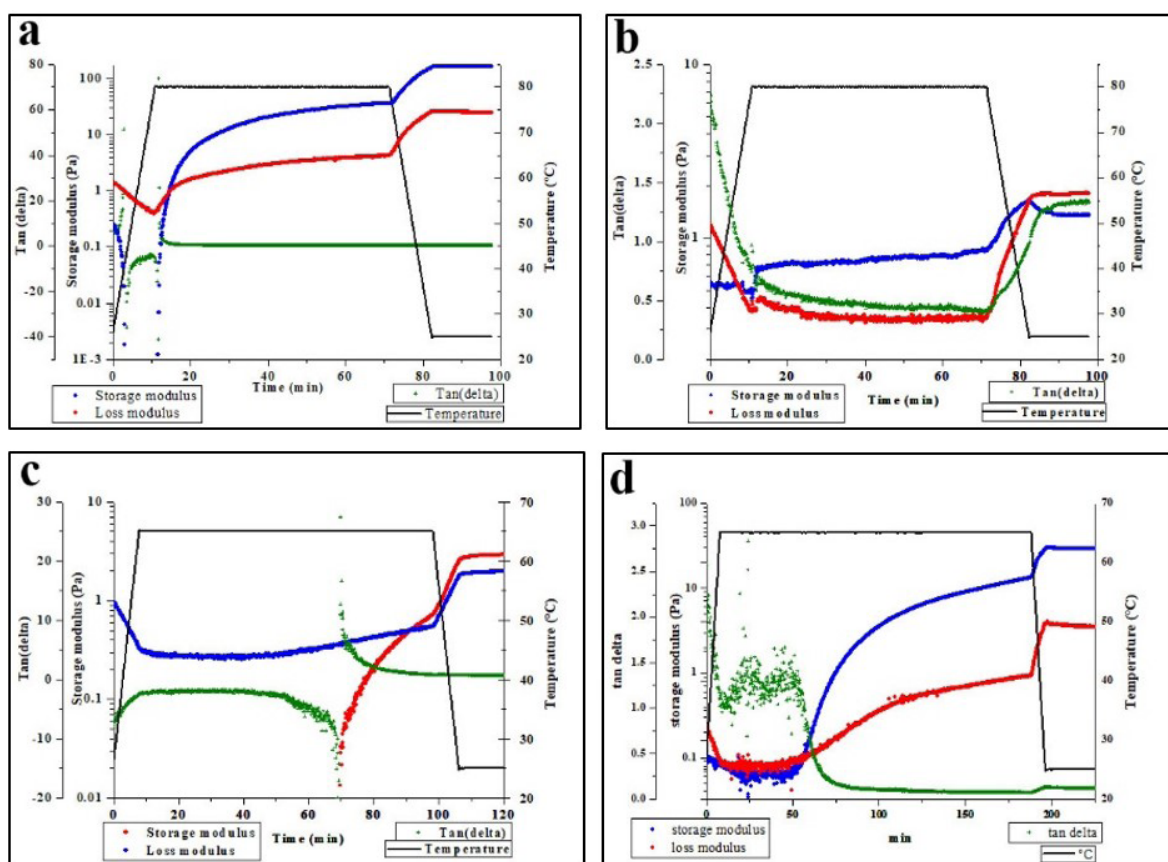 a
Tan (delta)
80
60
40
20
0
-20
-40
Storage modulus (Pa)
100
10
1
0.1
0.01
1E-3
Temperature (°C)
80
70
60
50
40
30
20
0 20 40 60 80 100
Time (min)
Storage modulus
Loss modulus
Tan(delta)
Temperature
b
Tan(delta)
2.5
2.0
1.5
1.0
0.5
0.0
Storage modulus (Pa)
10
1
Temperature (°C)
80
70
60
50
40
30
20
0 20 40 60 80 100
Time (min)
Storage modulus
Loss modulus
Tan(delta)
Temperature
c
Tan(delta)
30
20
10
0
-10
-20
Storage modulus (Pa)
10
1
0.1
0.01
Temperature (°C)
70
60
50
40
30
20
0 20 40 60 80 100 120
Time (min)
Storage modulus
Loss modulus
Tan(delta)
Temperature
d
tan delta
3.0
2.5
2.0
1.5
1.0
0.5
0.0
storage modulus (Pa)
100
10
1
0.1
Temperature (°C)
70
60
50
40
30
20
0 50 100 150 200
min
storage modulus
loss modulus
tan delta
°C